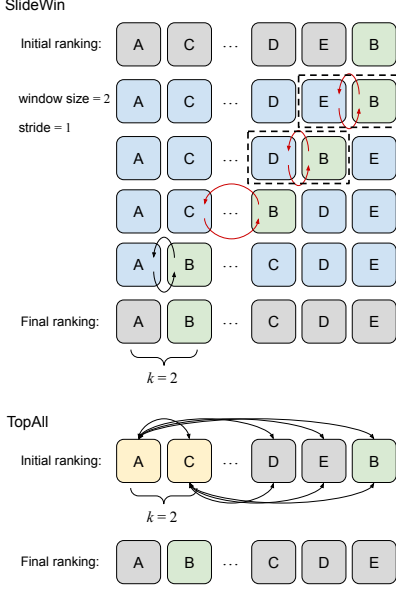 SlideWin
Initial ranking: A C ... D E B
window size = 2 A C ... D E B
stride = 1
A C ... D B E
A C ... B D E
A B ... C D E
Final ranking: A B ... C D E
k = 2
TopAll
Initial ranking: A C ... D E B
k = 2
Final ranking: A B ... C D E